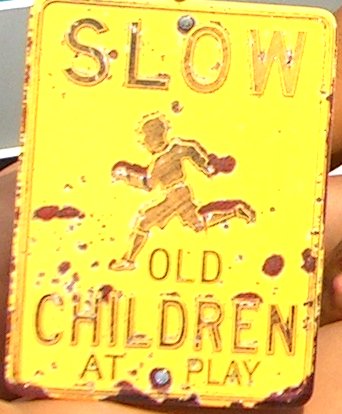 SLOW
OLD
CHILDREN
AT PLAY